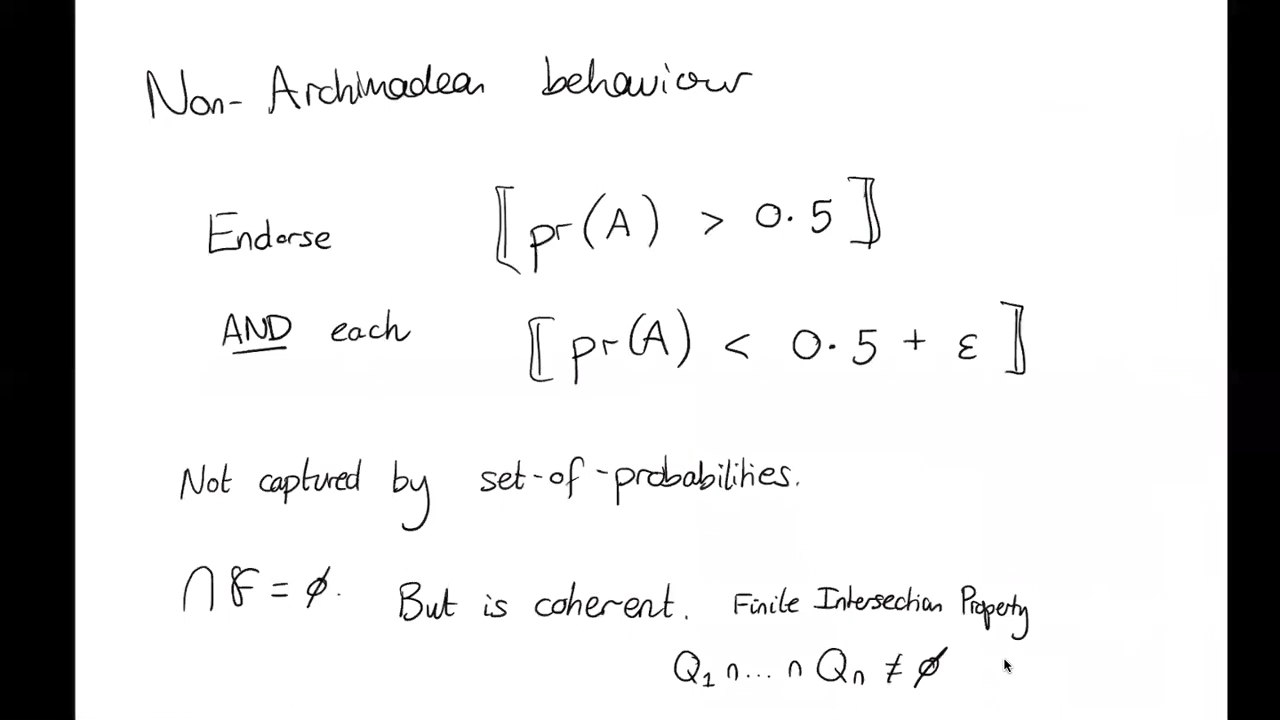 Non-Archimadean behaviour
Endorse ⟦pr(A) > 0.5⟧
AND each ⟦pr(A) < 0.5 + ε⟧
Not captured by set-of-probabilities.
∩ F = ∅. But is coherent. Finite Intersection Property
Q₁ ∩ ... ∩ Qₙ ≠ ∅